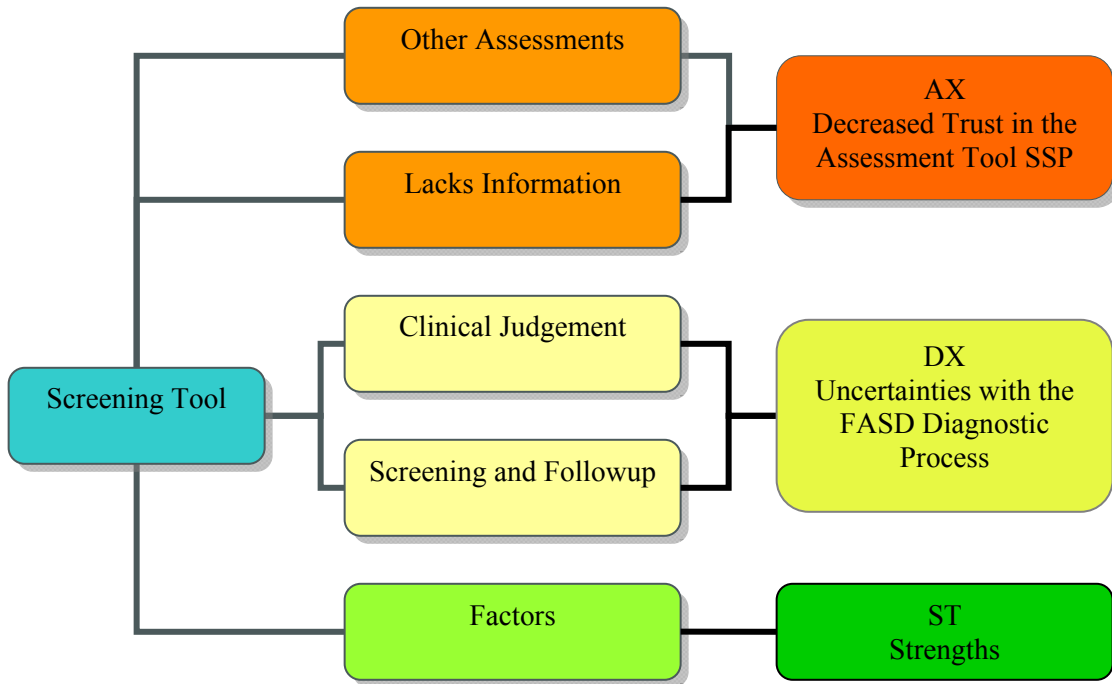 Other Assessments
Lacks Information
AX
Decreased Trust in the
Assessment Tool SSP
Screening Tool
Clinical Judgement
Screening and Followup
DX
Uncertainties with the
FASD Diagnostic
Process
Factors
ST
Strengths